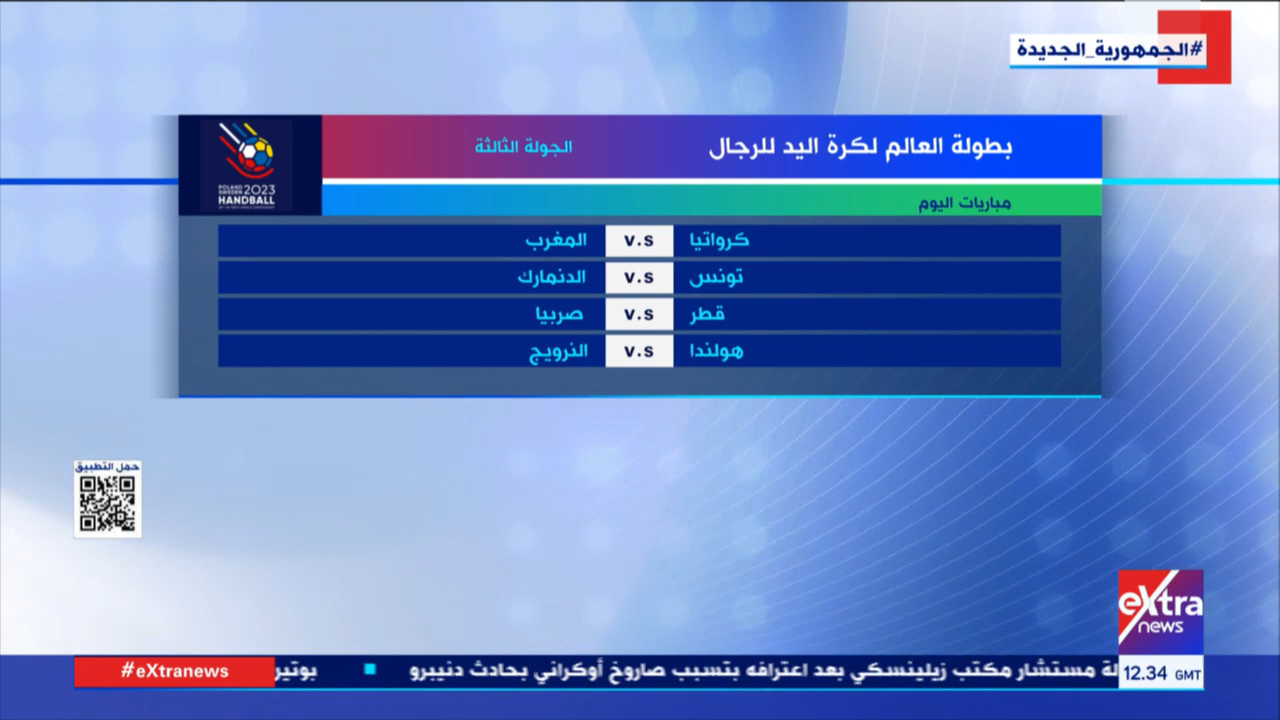 #الجمهورية_الجديدة
بطولة العالم لكرة اليد للرجال
الجولة الثالثة
POLAND
SWEDEN 2023
HANDBALL
مباريات اليوم
كرواتيا v.s المغرب
تونس v.s الدنمارك
قطر v.s صربيا
هولندا v.s النرويج
حمل التطبيق
eXtra
news
لة مستشار مكتب زيلينسكي بعد اعترافه بتسبب صاروخ أوكراني بحادث دنيبرو ■ بوتير
#eXtranews
12.34 GMT